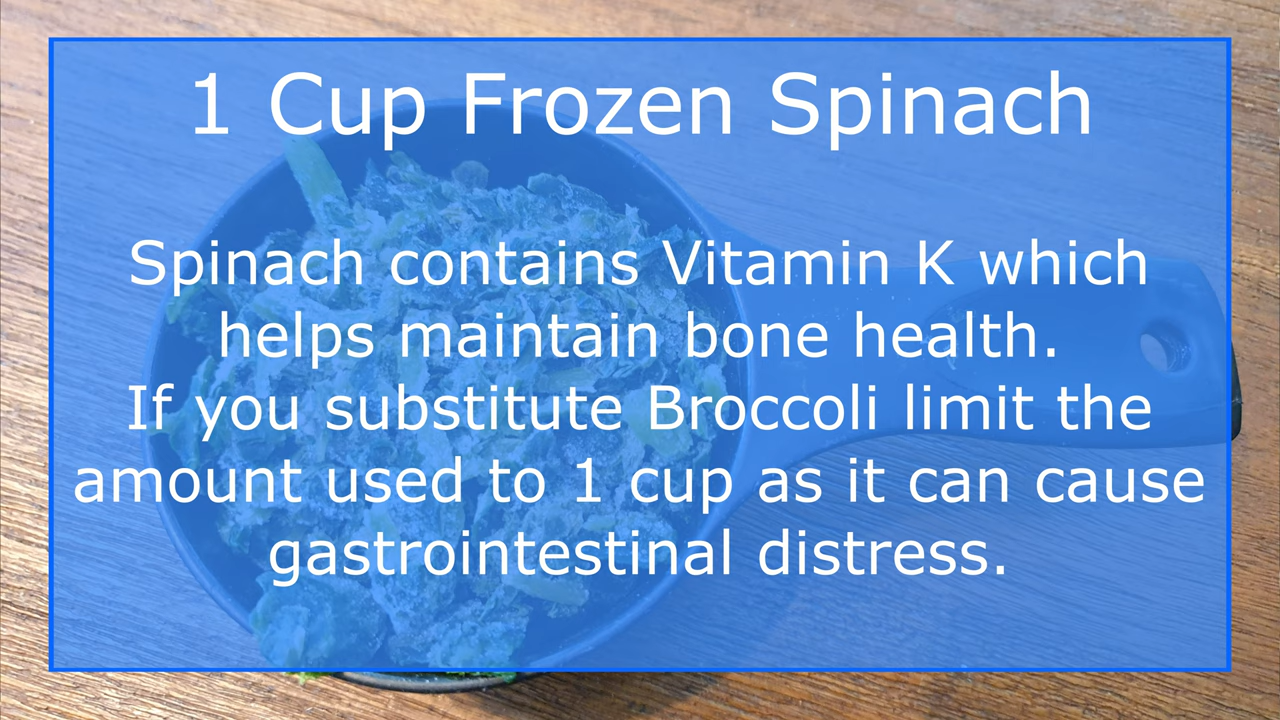 1 Cup Frozen Spinach
Spinach contains Vitamin K which
helps maintain bone health.
If you substitute Broccoli limit the
amount used to 1 cup as it can cause
gastrointestinal distress.